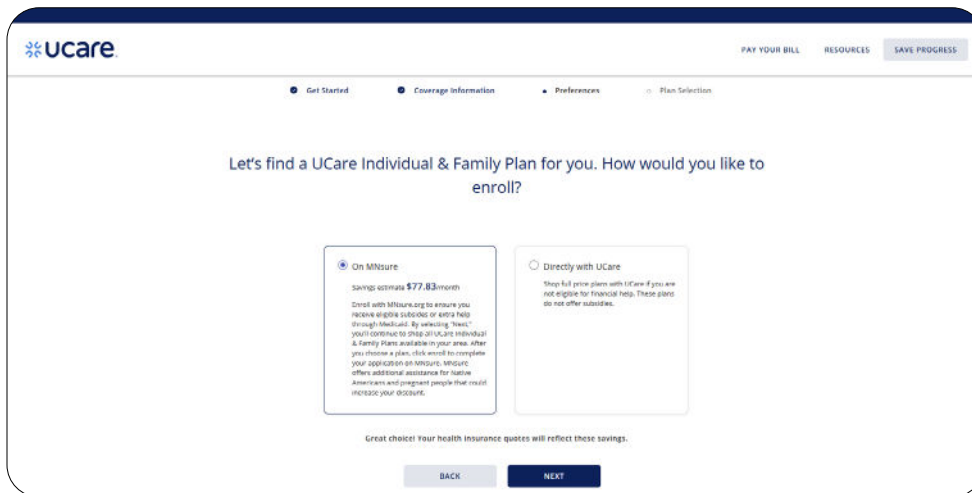 ucare.
PAY YOUR BILL RESOURCES SAVE PROGRESS
Get Started Coverage Information Preferences Plan Selection
Let's find a UCare Individual & Family Plan for you. How would you like to
enroll?
On MNsure
Savings estimate $77.83/month
Enroll with MNsure.org to ensure you
receive eligible subsides or extra help
through Medicaid. By selecting "Next,"
you'll continue to shop all UCare Individual
& Family Plans available in your area. After
you choose a plan, click enroll to complete
your application on MNsure. MNsure
offers additional assistance for Native
Americans and pregnant people that could
increase your discount.
Directly with UCare
Shop full price plans with UCare if you are
not eligible for financial help. These plans
do not offer subsidies.
Great choice! Your health insurance quotes will reflect these savings.
BACK NEXT